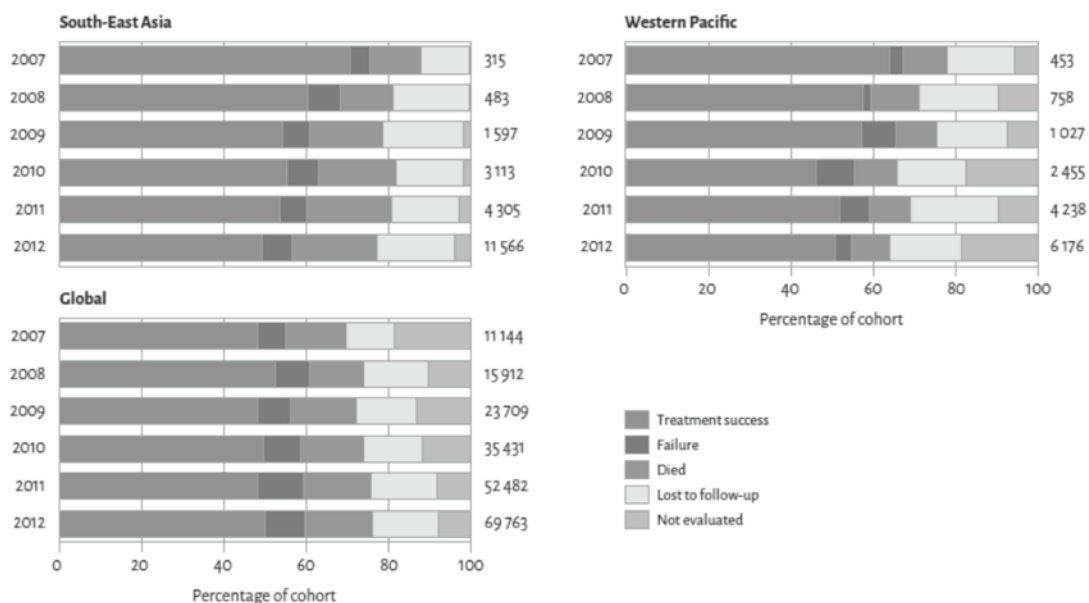 South-East Asia
2007 315
2008 483
2009 1 597
2010 3 113
2011 4 305
2012 11 566
Western Pacific
2007 453
2008 758
2009 1 027
2010 2 455
2011 4 238
2012 6 176
0 20 40 60 80 100
Percentage of cohort
Global
2007 11 144
2008 15 912
2009 23 709
2010 35 431
2011 52 482
2012 69 763
0 20 40 60 80 100
Percentage of cohort
Treatment success
Failure
Died
Lost to follow-up
Not evaluated